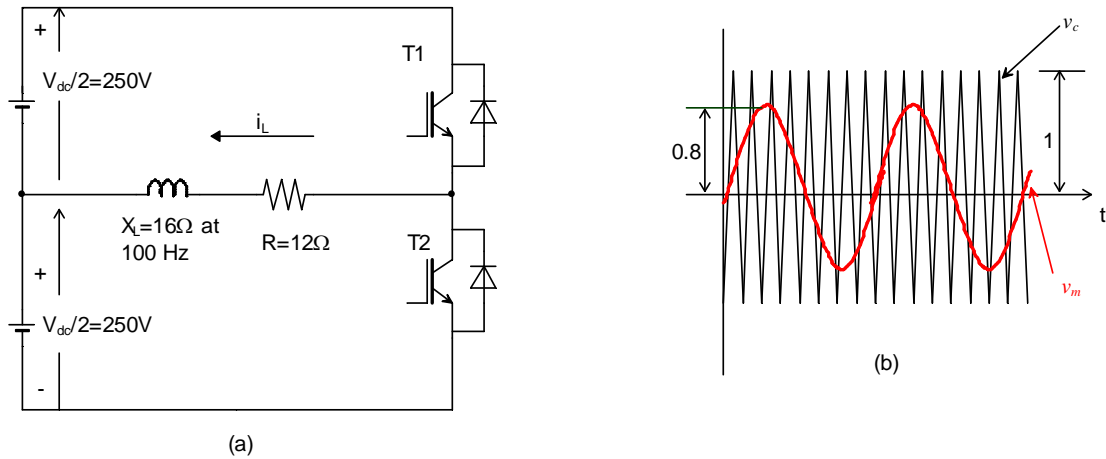 +
V_dc/2=250V
T1
i_L
X_L=16Ω at
100 Hz
R=12Ω
T2
+
V_dc/2=250V
-
(a)
v_c
0.8
1
t
v_m
(b)